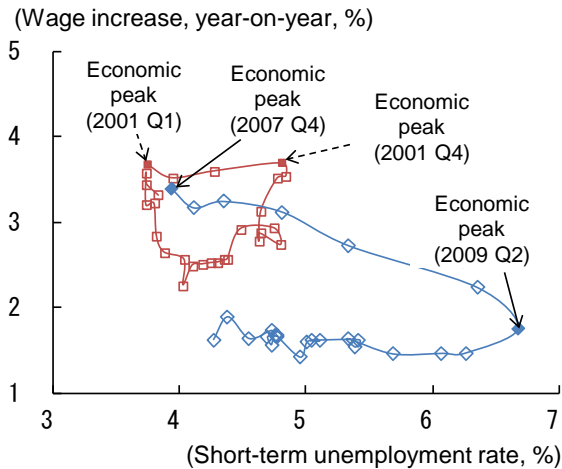 (Wage increase, year-on-year, %)
5
4
3
2
1
Economic
peak
(2001 Q1)
Economic
peak
(2007 Q4)
Economic
peak
(2001 Q4)
Economic
peak
(2009 Q2)
3 4 5 6 7
(Short-term unemployment rate, %)